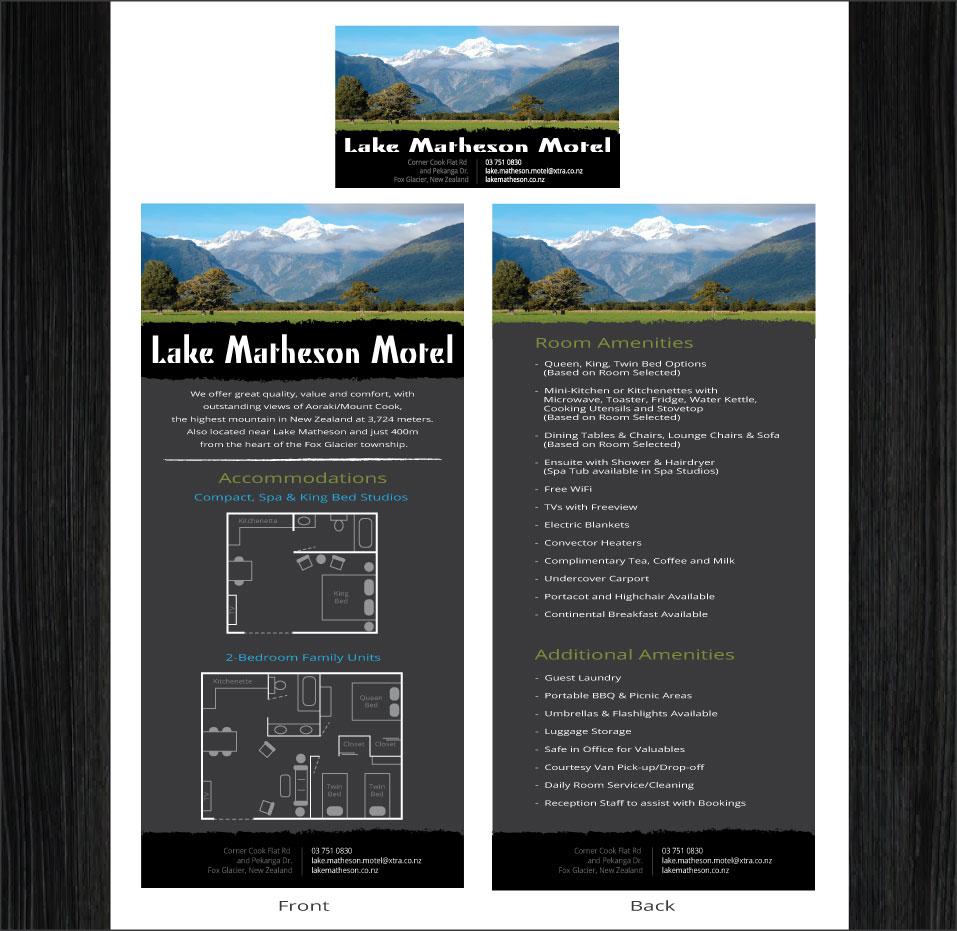 Lake Matheson Motel
Corner Cook Flat Rd
and Pekanga Dr.
Fox Glacier, New Zealand
03 751 0830
lake.matheson.motel@xtra.co.nz
lakematheson.co.nz
Lake Matheson Motel
We offer great quality, value and comfort, with
outstanding views of Aoraki/Mount Cook,
the highest mountain in New Zealand at 3,724 meters.
Also located near Lake Matheson and just 400m
from the heart of the Fox Glacier township.
Accommodations
Compact, Spa & King Bed Studios
Kitchenette
King
Bed
TV
2-Bedroom Family Units
Kitchenette
Queen
Bed
Closet
Closet
Twin
Bed
Twin
Bed
TV
Corner Cook Flat Rd
and Pekanga Dr.
Fox Glacier, New Zealand
03 751 0830
lake.matheson.motel@xtra.co.nz
lakematheson.co.nz
Front
Room Amenities
- Queen, King, Twin Bed Options
(Based on Room Selected)
- Mini-Kitchen or Kitchenettes with
Microwave, Toaster, Fridge, Water Kettle,
Cooking Utensils and Stovetop
(Based on Room Selected)
- Dining Tables & Chairs, Lounge Chairs & Sofa
(Based on Room Selected)
- Ensuite with Shower & Hairdryer
(Spa Tub available in Spa Studios)
- Free WiFi
- TVs with Freeview
- Electric Blankets
- Convector Heaters
- Complimentary Tea, Coffee and Milk
- Undercover Carport
- Portacot and Highchair Available
- Continental Breakfast Available
Additional Amenities
- Guest Laundry
- Portable BBQ & Picnic Areas
- Umbrellas & Flashlights Available
- Luggage Storage
- Safe in Office for Valuables
- Courtesy Van Pick-up/Drop-off
- Daily Room Service/Cleaning
- Reception Staff to assist with Bookings
Corner Cook Flat Rd
and Pekanga Dr.
Fox Glacier, New Zealand
03 751 0830
lake.matheson.motel@xtra.co.nz
lakematheson.co.nz
Back